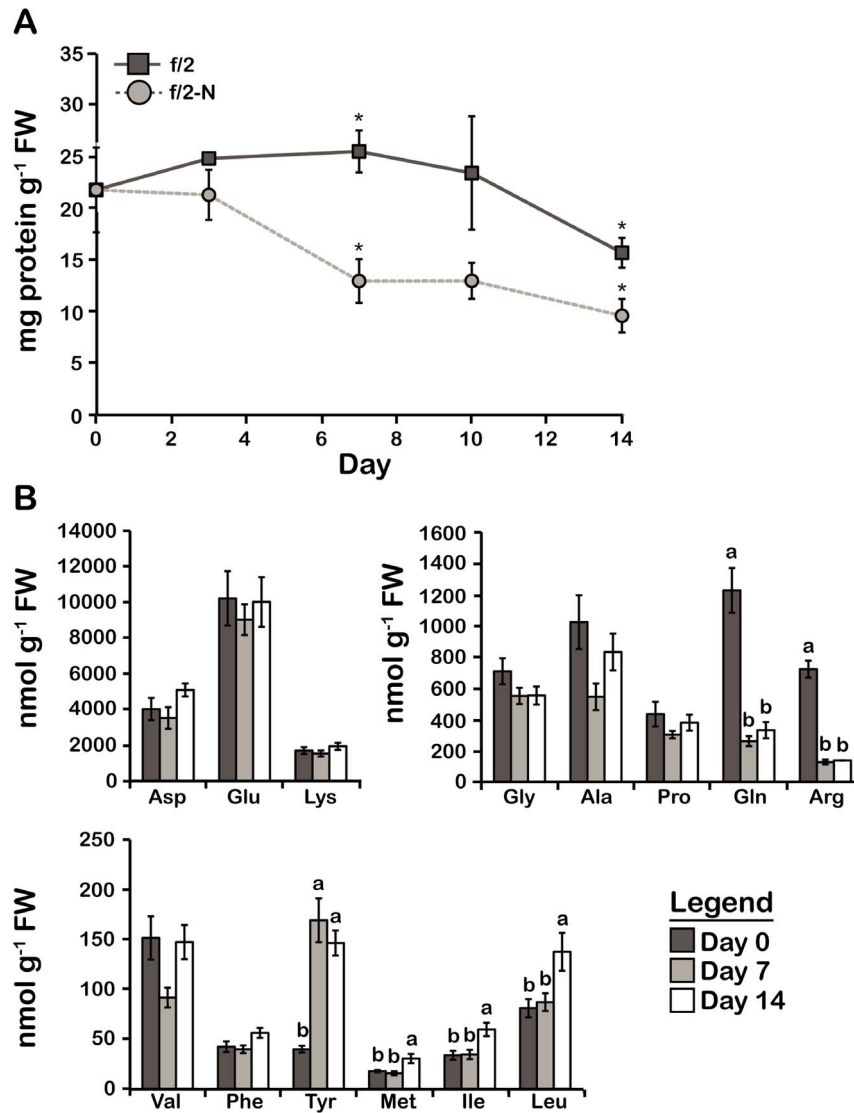 A
35
30
25
20
15
10
5
0
mg protein g-1 FW
f/2
f/2-N
*
*
*
*
0 2 4 6 8 10 12 14
Day
B
14000
12000
10000
8000
6000
4000
2000
0
nmol g-1 FW
Asp Glu Lys
1600
1400
1200
1000
800
600
400
200
0
nmol g-1 FW
a
b b
a
b b
Gly Ala Pro Gln Arg
250
200
150
100
50
0
nmol g-1 FW
b a a
b b a
b b a
b b a
Val Phe Tyr Met Ile Leu
Legend
Day 0
Day 7
Day 14